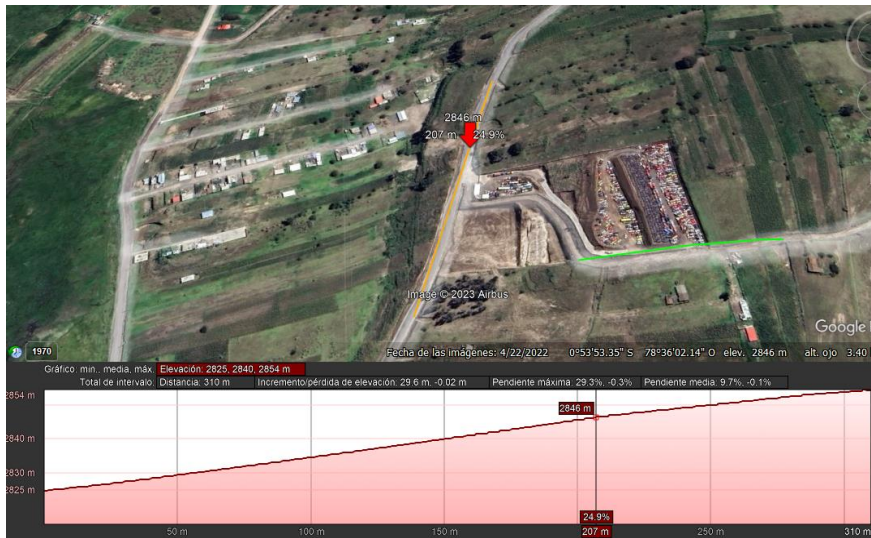 2846 m
207 m 24.9%
Image © 2023 Airbus
Google
1970
Fecha de las imágenes: 4/22/2022 0°53'53.35" S 78°36'02.14" O elev. 2846 m alt. ojo 3.40
Gráfico: min., media, máx. Elevación: 2825, 2840, 2854 m
Total de intervalo: Distancia: 310 m Incremento/pérdida de elevación: 29.6 m, -0.02 m Pendiente máxima: 29.3%, -0.3% Pendiente media: 9.7%, -0.1%
2854 m
2846 m
2840 m
2830 m
2825 m
24.9%
50 m 100 m 150 m 207 m 250 m 310 m